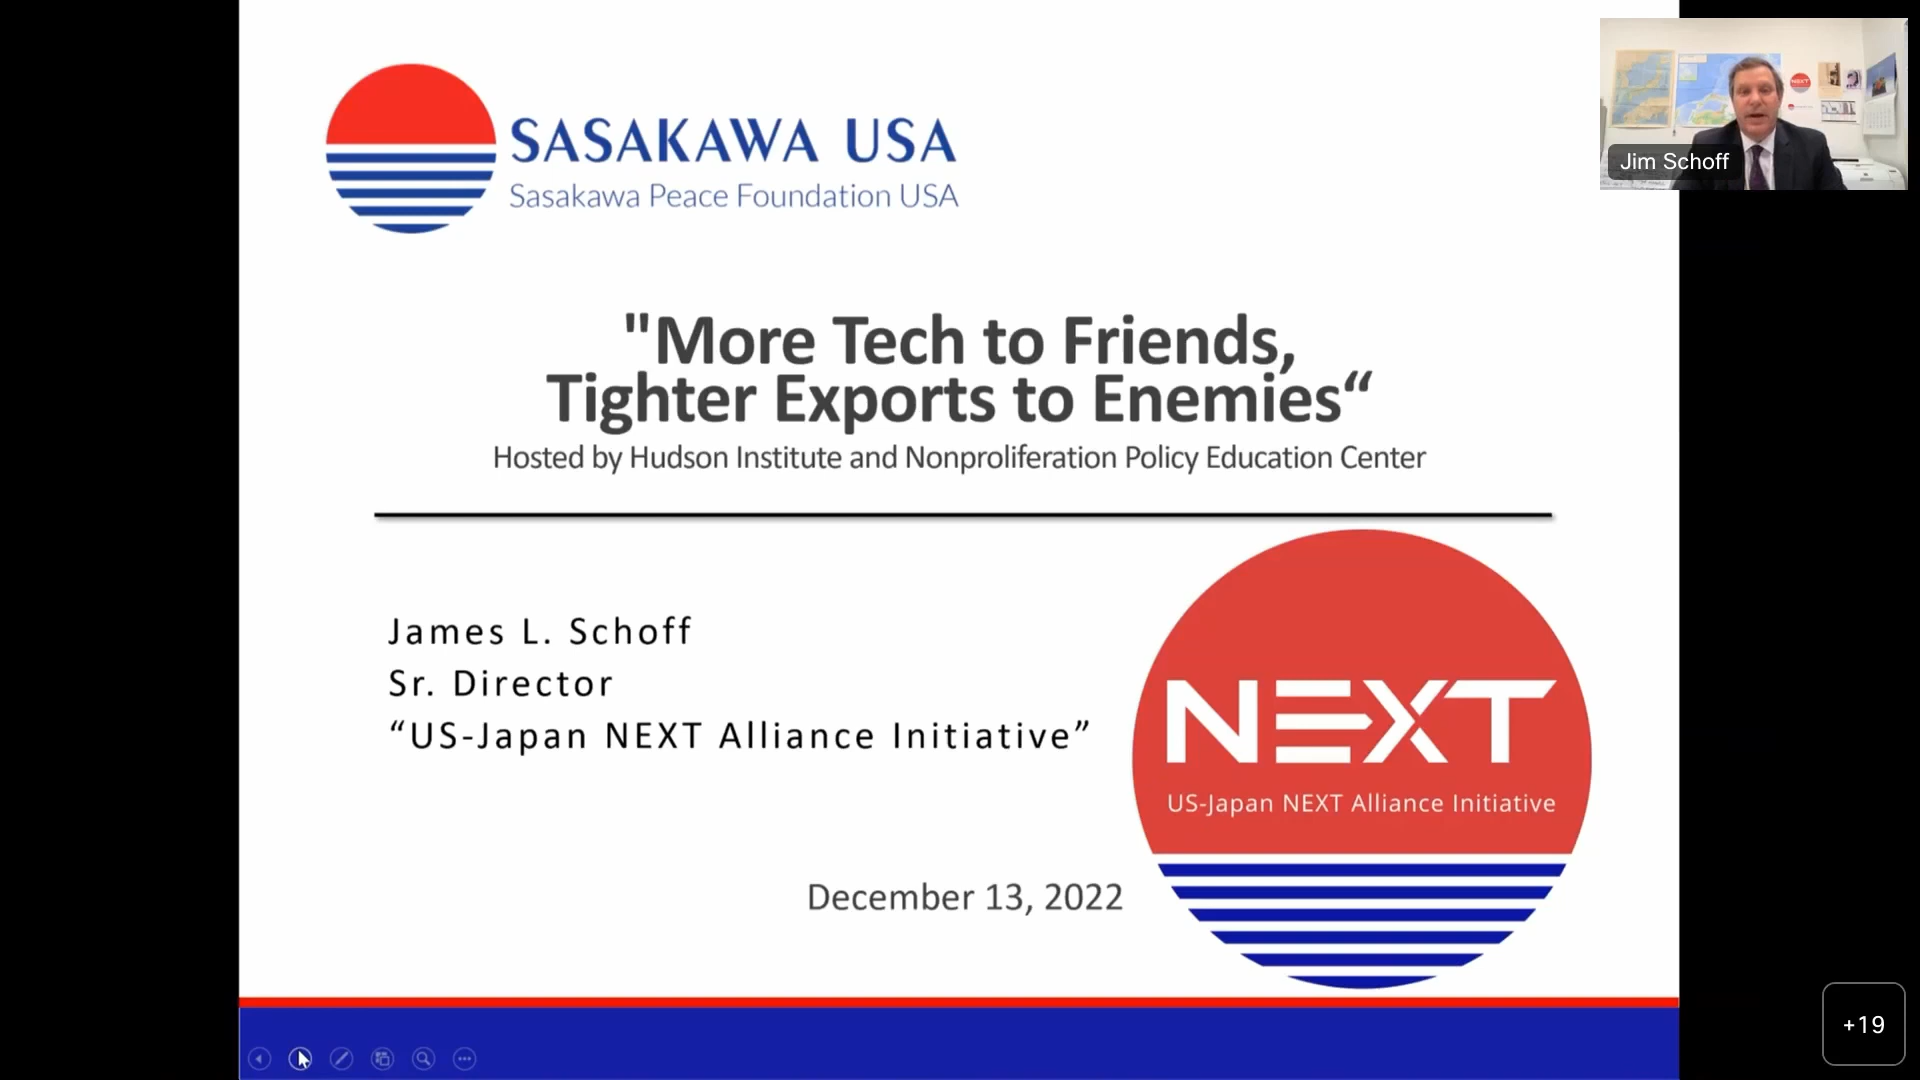 SASAKAWA USA
Sasakawa Peace Foundation USA
Jim Schoff
"More Tech to Friends,
Tighter Exports to Enemies“
Hosted by Hudson Institute and Nonproliferation Policy Education Center
James L. Schoff
Sr. Director
“US-Japan NEXT Alliance Initiative”
NEXT
US-Japan NEXT Alliance Initiative
December 13, 2022
+19
NEXT